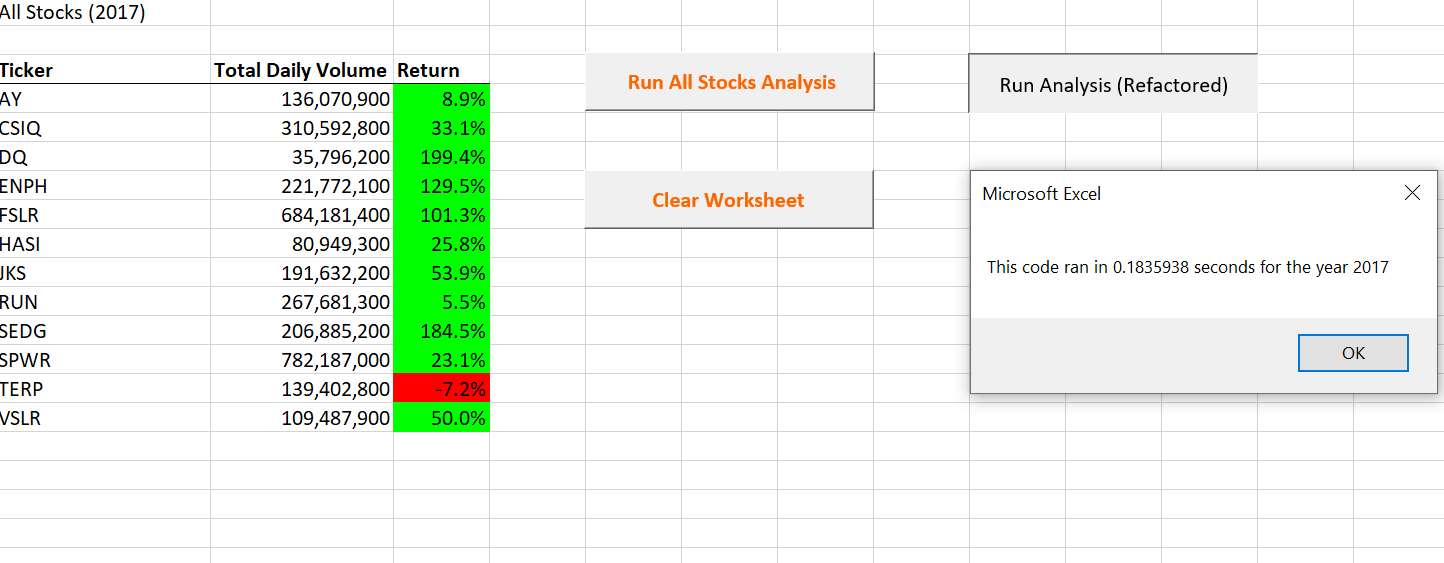 All Stocks (2017)
Ticker Total Daily Volume Return
AY 136,070,900 8.9%
CSIQ 310,592,800 33.1%
DQ 35,796,200 199.4%
ENPH 221,772,100 129.5%
FSLR 684,181,400 101.3%
HASI 80,949,300 25.8%
JKS 191,632,200 53.9%
RUN 267,681,300 5.5%
SEDG 206,885,200 184.5%
SPWR 782,187,000 23.1%
TERP 139,402,800 -7.2%
VSLR 109,487,900 50.0%
Run All Stocks Analysis
Clear Worksheet
Run Analysis (Refactored)
Microsoft Excel
This code ran in 0.1835938 seconds for the year 2017
OK